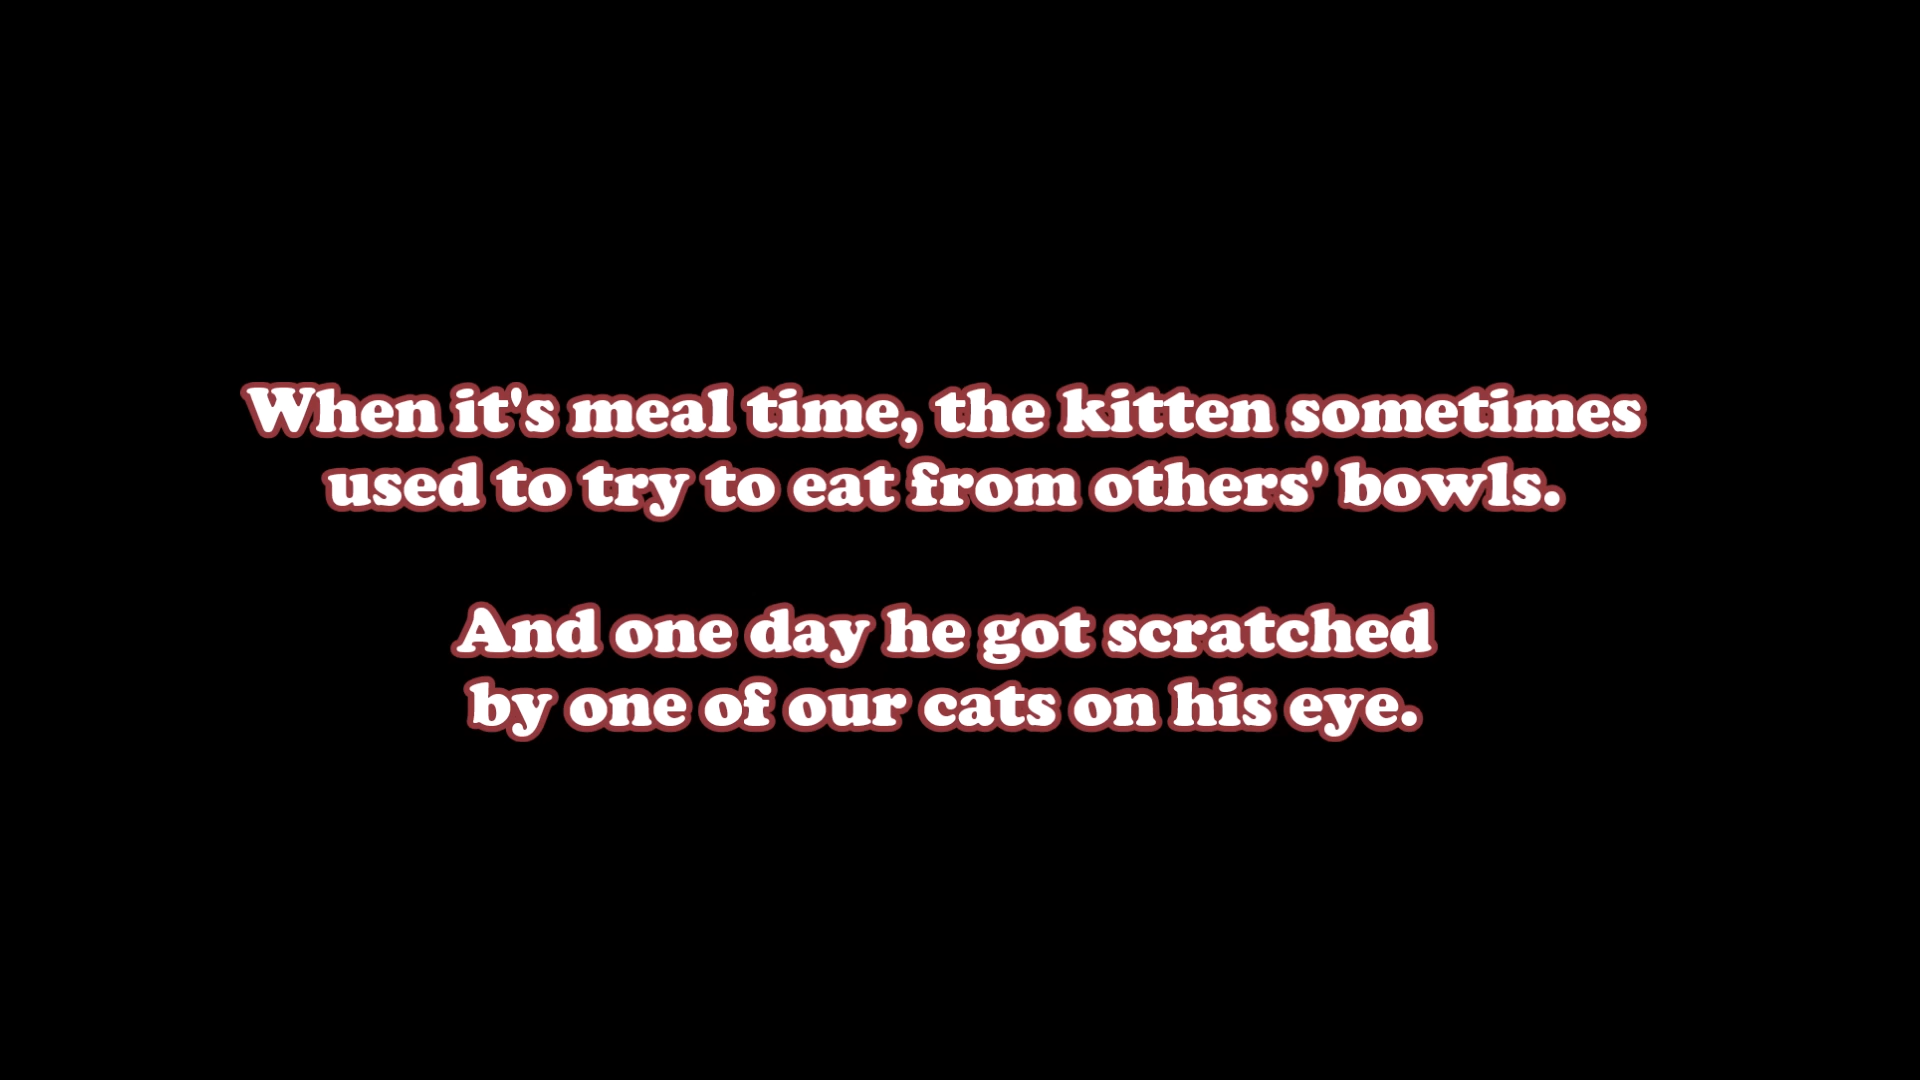 When it's meal time, the kitten sometimes
used to try to eat from others' bowls.
And one day he got scratched
by one of our cats on his eye.